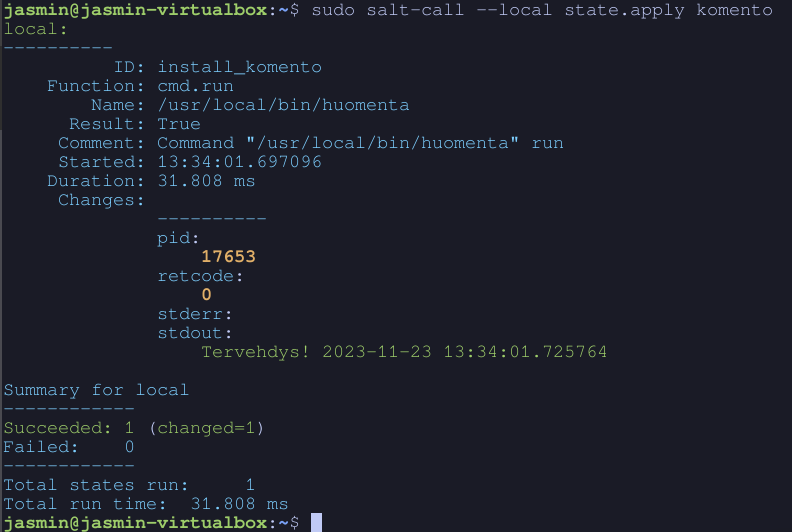 jasmin@jasmin-virtualbox:~$ sudo salt-call --local state.apply komento
local:
----------
          ID: install_komento
    Function: cmd.run
        Name: /usr/local/bin/huomenta
      Result: True
     Comment: Command "/usr/local/bin/huomenta" run
     Started: 13:34:01.697096
    Duration: 31.808 ms
     Changes:
              ----------
              pid:
                  17653
              retcode:
                  0
              stderr:
              stdout:
                  Tervehdys! 2023-11-23 13:34:01.725764

Summary for local
------------
Succeeded: 1 (changed=1)
Failed:    0
------------
Total states run:     1
Total run time:  31.808 ms
jasmin@jasmin-virtualbox:~$